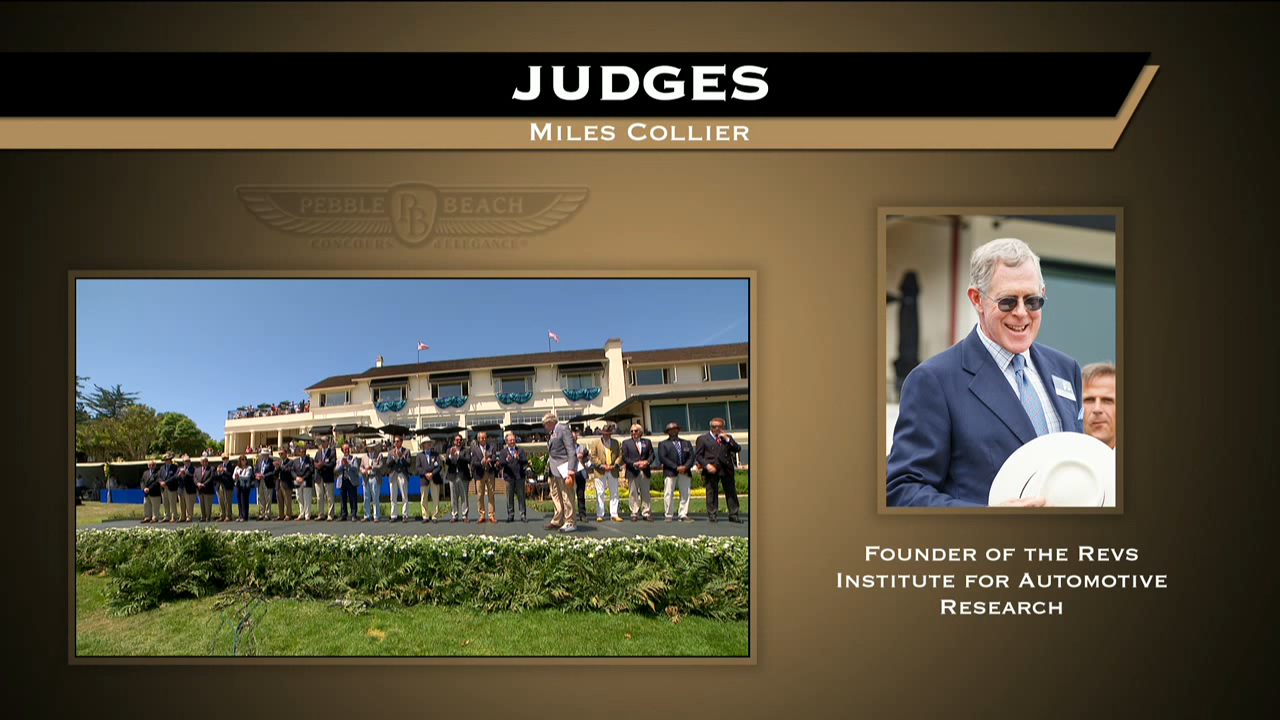 JUDGES
MILES COLLIER
PEBBLE PB BEACH
CONCOURS D'ELEGANCE®
FOUNDER OF THE REVS
INSTITUTE FOR AUTOMOTIVE
RESEARCH